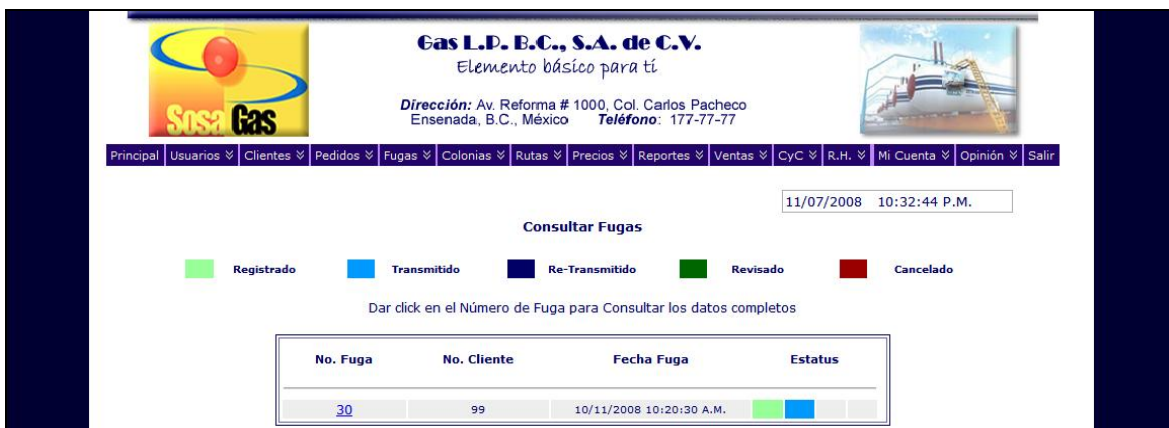 Gas L.P. B.C., S.A. de C.V.
Elemento básico para tí
Dirección: Av. Reforma # 1000, Col. Carlos Pacheco
Ensenada, B.C., México Teléfono: 177-77-77
Sosa Gas
Principal Usuarios Clientes Pedidos Fugas Colonias Rutas Precios Reportes Ventas CyC R.H. Mi Cuenta Opinión Salir
11/07/2008 10:32:44 P.M.
Consultar Fugas
Registrado Transmitido Re-Transmitido Revisado Cancelado
Dar click en el Número de Fuga para Consultar los datos completos
No. Fuga No. Cliente Fecha Fuga Estatus
30 99 10/11/2008 10:20:30 A.M.